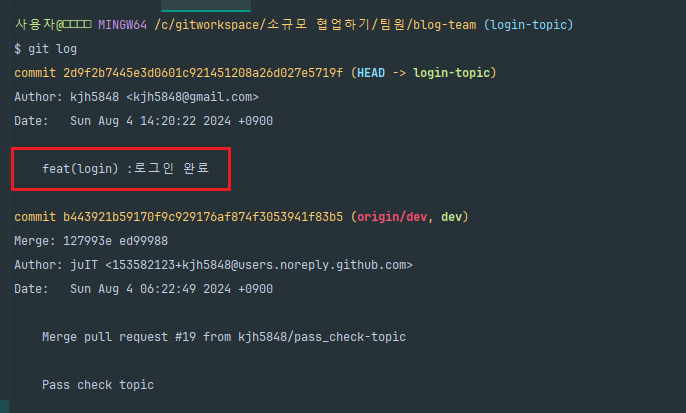 사용자@□□□□ MINGW64 /c/gitworkspace/소규모 협업하기/팀원/blog-team (login-topic)
$ git log
commit 2d9f2b7445e3d0601c921451208a26d027e5719f (HEAD -> login-topic)
Author: kjh5848 <kjh5848@gmail.com>
Date:   Sun Aug 4 14:20:22 2024 +0900
feat(login) :로그인 완료
commit b443921b59170f9c929176af874f3053941f83b5 (origin/dev, dev)
Merge: 127993e ed99988
Author: juIT <153582123+kjh5848@users.noreply.github.com>
Date:   Sun Aug 4 06:22:49 2024 +0900
Merge pull request #19 from kjh5848/pass_check-topic
Pass check topic